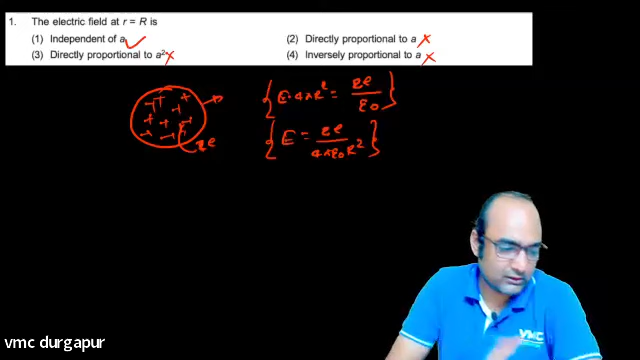 1. The electric field at r = R is
(1) Independent of a (2) Directly proportional to a
(3) Directly proportional to a² (4) Inversely proportional to a
{E·4πR² = ze/ε0}
{E = ze/4πε0R²}
ze
VMC
vmc durgapur